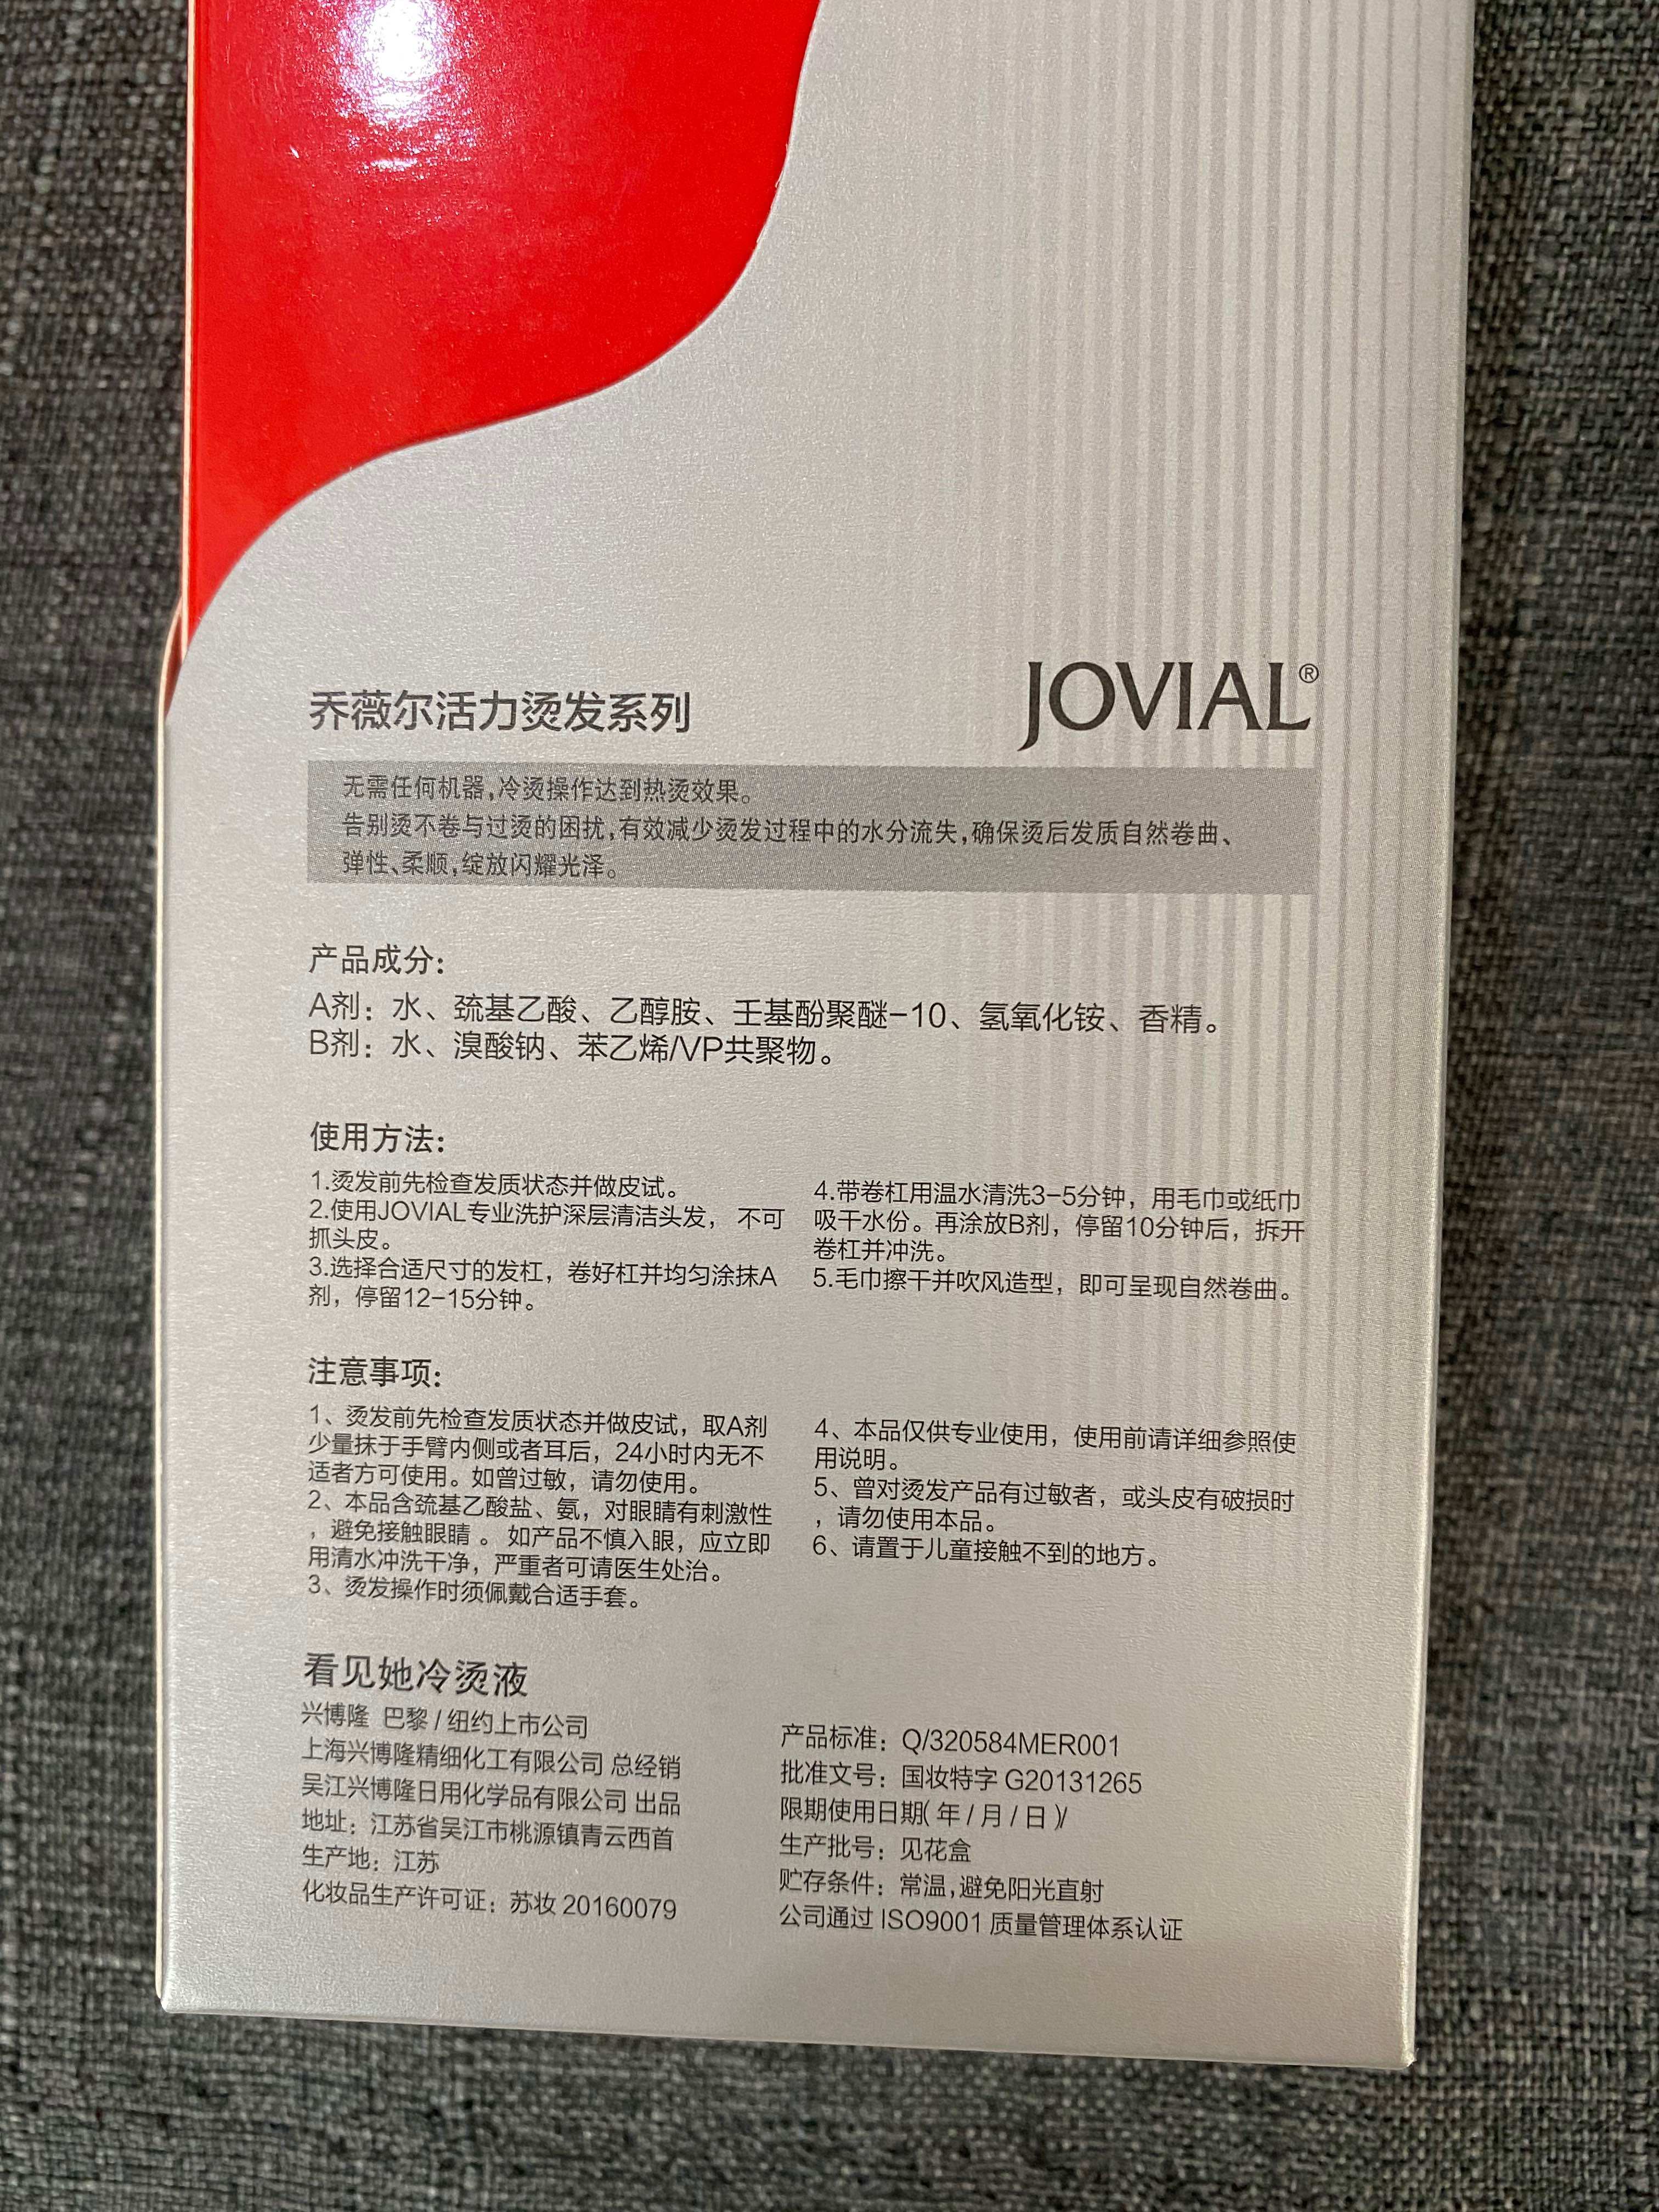 乔薇尔活力烫发系列
JOVIAL®
无需任何机器,冷烫操作达到热烫效果。
告别烫不卷与过烫的困扰,有效减少烫发过程中的水分流失,确保烫后发质自然卷曲、
弹性、柔顺,绽放闪耀光泽。
产品成分:
A剂：水、巯基乙酸、乙醇胺、壬基酚聚醚-10、氢氧化铵、香精。
B剂：水、溴酸钠、苯乙烯/VP共聚物。
使用方法:
1.烫发前先检查发质状态并做皮试。
2.使用JOVIAL专业洗护深层清洁头发， 不可
抓头皮。
3.选择合适尺寸的发杠，卷好杠并均匀涂抹A
剂，停留12-15分钟。
4.带卷杠用温水清洗3-5分钟，用毛巾或纸巾
吸干水份。再涂放B剂，停留10分钟后，拆开
卷杠并冲洗。
5.毛巾擦干并吹风造型，即可呈现自然卷曲。
注意事项:
1、烫发前先检查发质状态并做皮试，取A剂
少量抹于手臂内侧或者耳后，24小时内无不
适者方可使用。如曾过敏，请勿使用。
2、本品含巯基乙酸盐、氨，对眼睛有刺激性
，避免接触眼睛 。 如产品不慎入眼，应立即
用清水冲洗干净，严重者可请医生处治。
3、烫发操作时须佩戴合适手套。
4、本品仅供专业使用，使用前请详细参照使
用说明。
5、曾对烫发产品有过敏者，或头皮有破损时
，请勿使用本品。
6、请置于儿童接触不到的地方。
看见她冷烫液
兴博隆 巴黎/纽约上市公司
上海兴博隆精细化工有限公司 总经销
吴江兴博隆日用化学品有限公司 出品
地址：江苏省吴江市桃源镇青云西首
生产地：江苏
化妆品生产许可证：苏妆 20160079
产品标准：Q/320584MER001
批准文号：国妆特字 G20131265
限期使用日期(年/月/日)/
生产批号：见花盒
贮存条件：常温,避免阳光直射
公司通过 ISO9001 质量管理体系认证